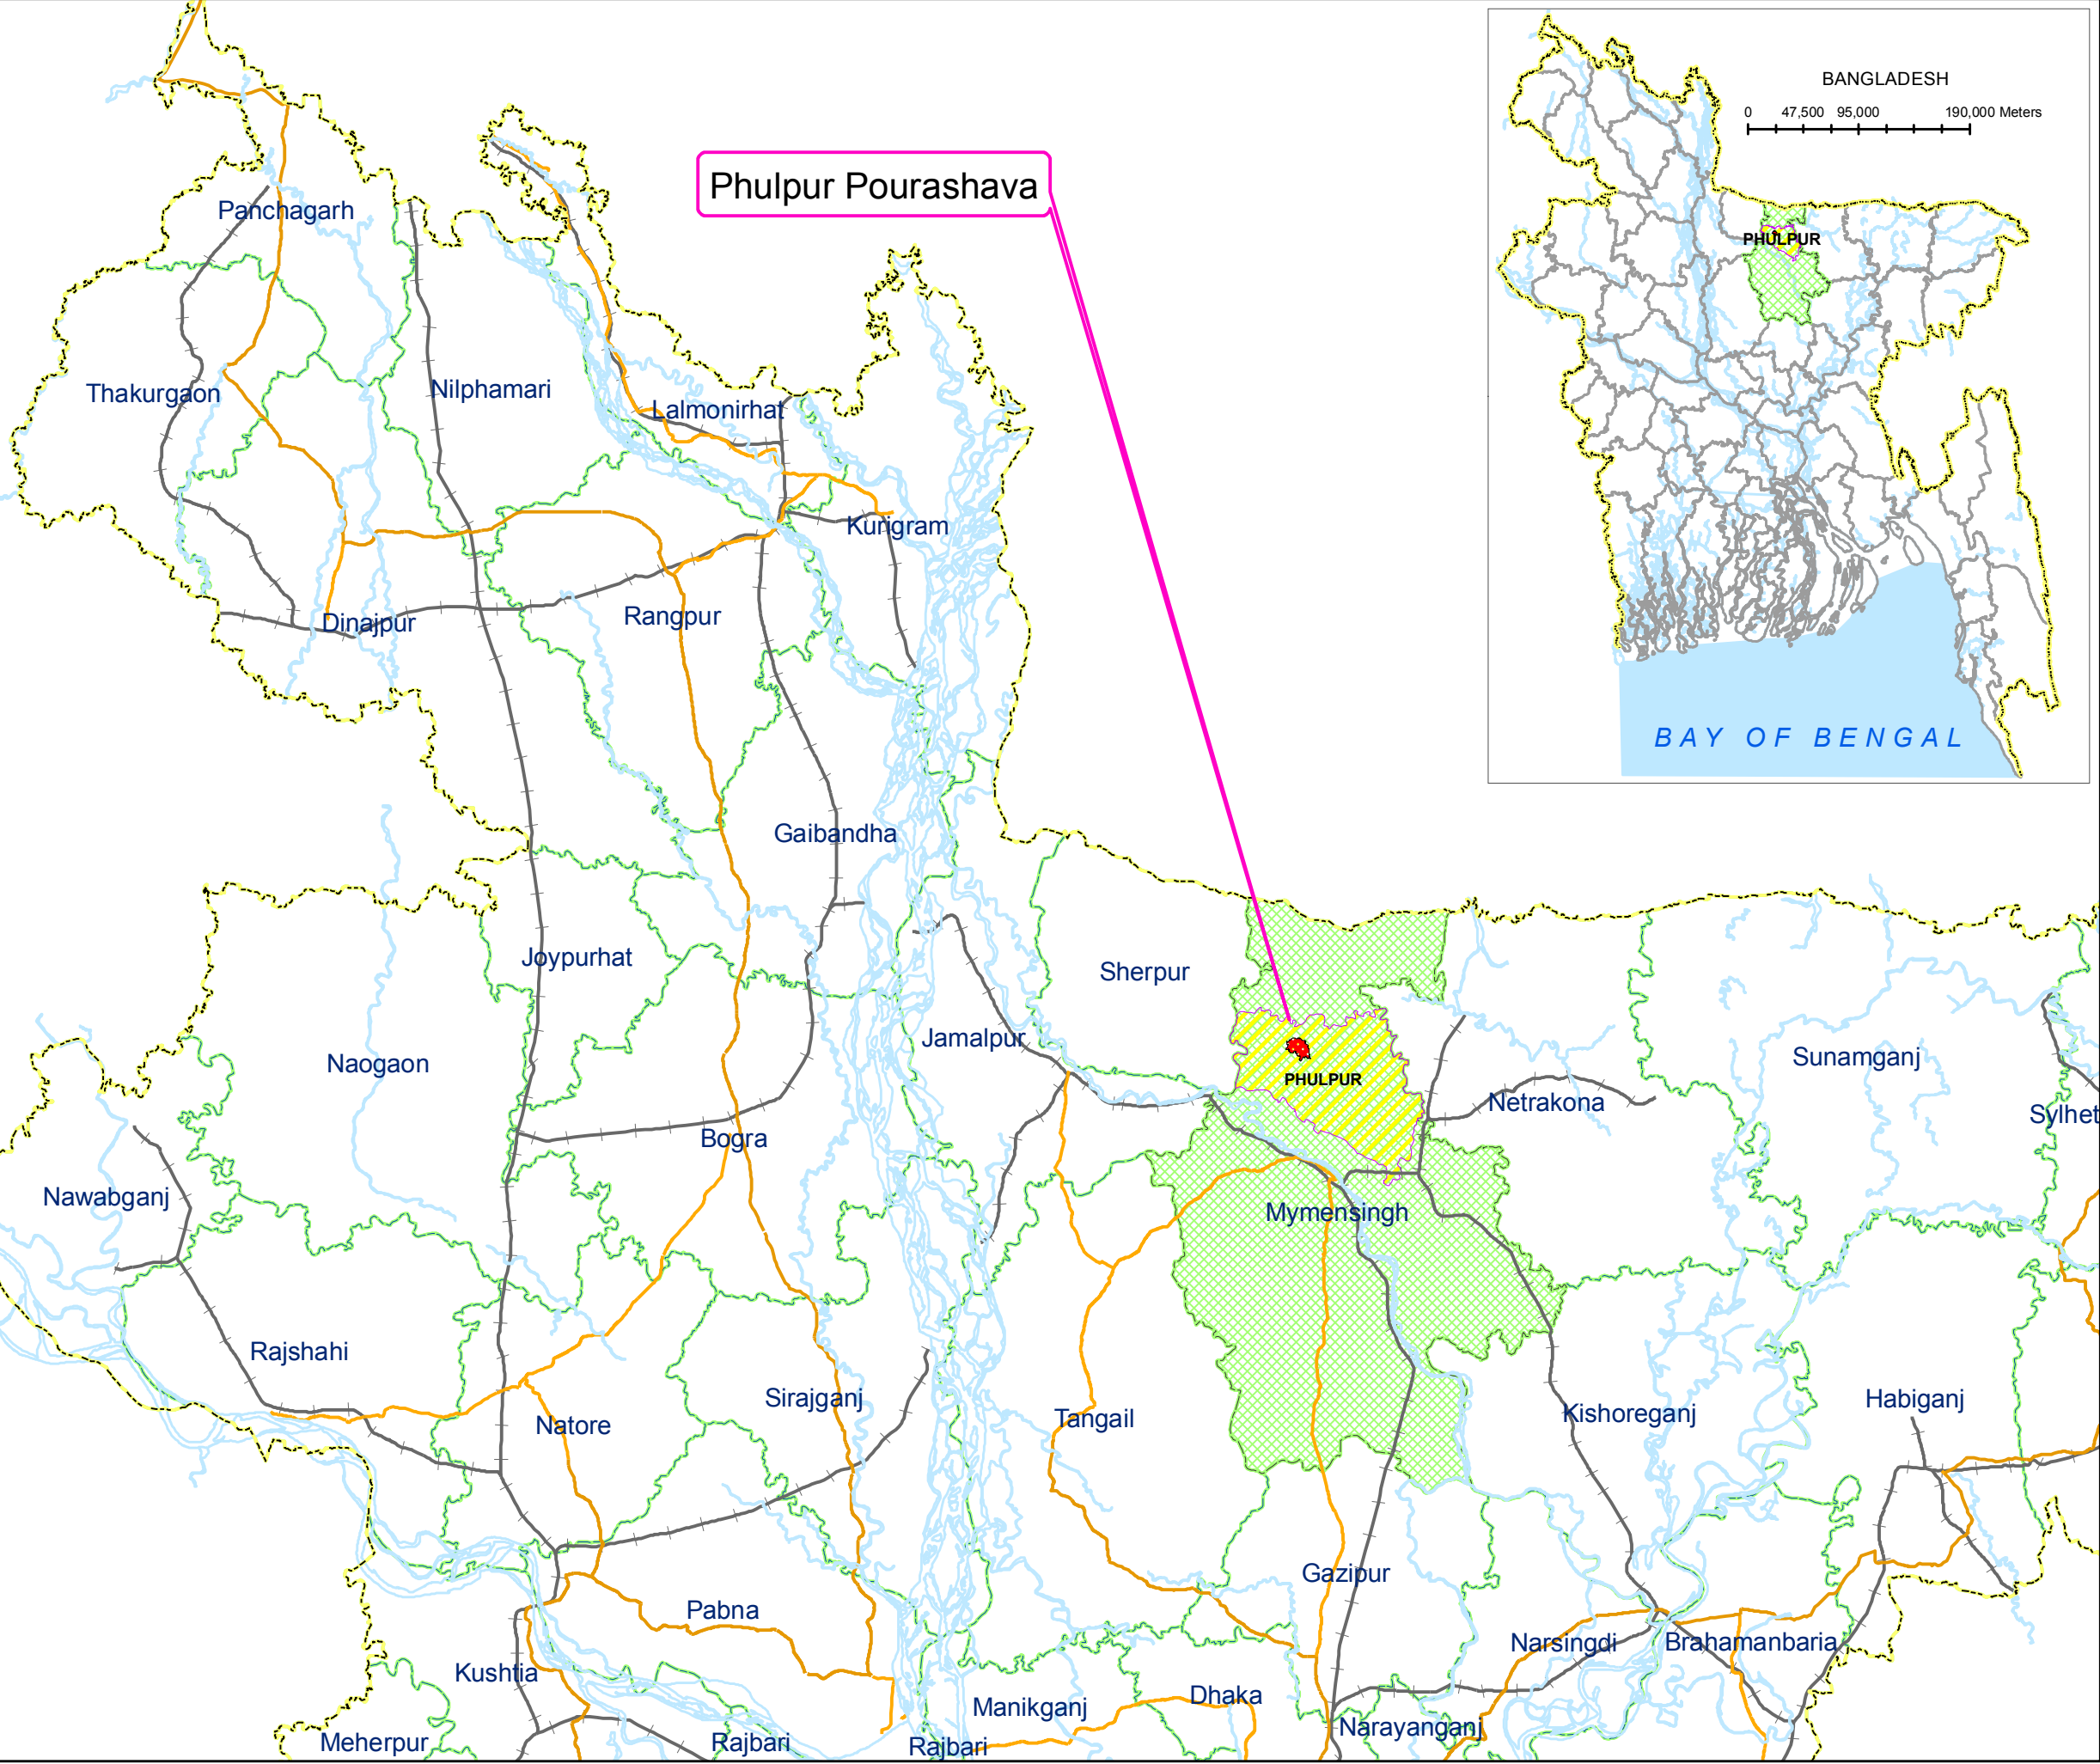 BANGLADESH
0 47,500 95,000 190,000 Meters
PHULPUR
BAY OF BENGAL
Phulpur Pourashava
Panchagarh
Thakurgaon
Nilphamari
Lalmonirhat
Kurigram
Dinajpur
Rangpur
Gaibandha
Joypurhat
Sherpur
Jamalpur
Naogaon
PHULPUR
Netrakona
Sunamganj
Sylhet
Bogra
Nawabganj
Mymensingh
Rajshahi
Sirajganj
Natore
Tangail
Kishoreganj
Habiganj
Gazipur
Pabna
Narsingdi
Brahamanbaria
Kushtia
Manikganj
Dhaka
Narayanganj
Meherpur
Rajbari
Rajbari